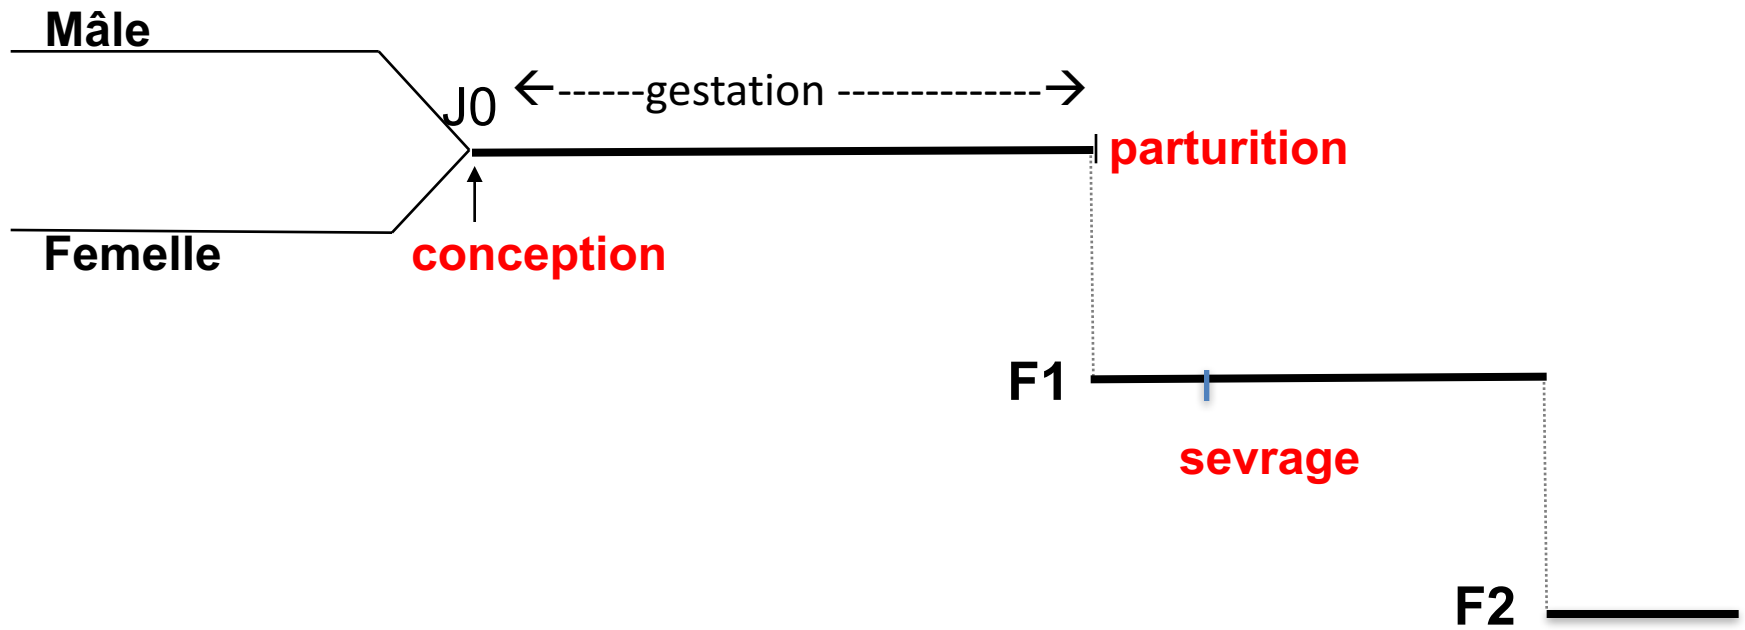 Mâle
J0
←------gestation --------------→
parturition
Femelle
conception
F1
sevrage
F2